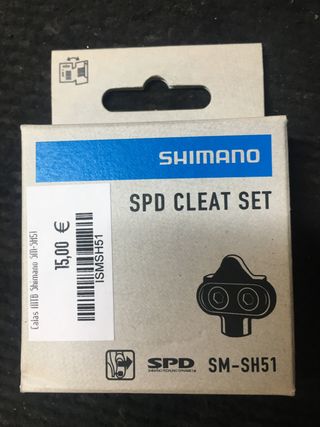 SHIMANO
SPD CLEAT SET
Calas MTB Shimano SM-SH51
15,00 €
ISMSH51
SPD
SM-SH51